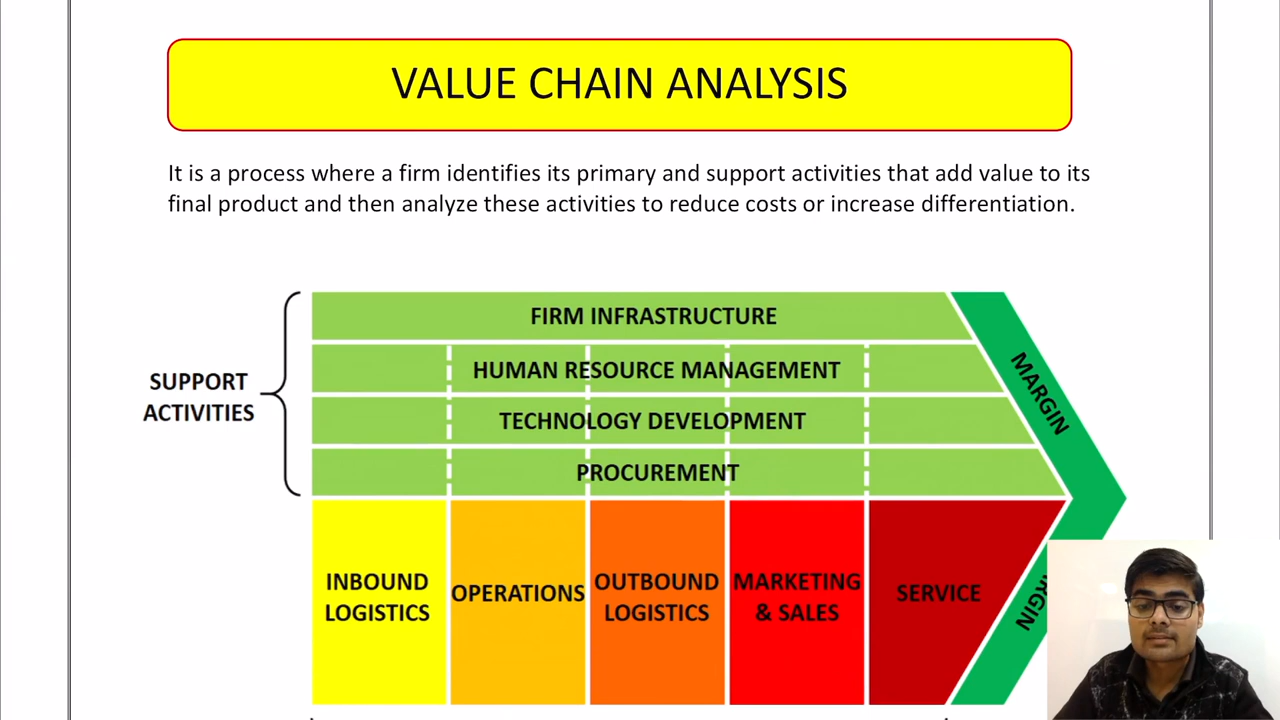 VALUE CHAIN ANALYSIS
It is a process where a firm identifies its primary and support activities that add value to its
final product and then analyze these activities to reduce costs or increase differentiation.
SUPPORT
ACTIVITIES
FIRM INFRASTRUCTURE
HUMAN RESOURCE MANAGEMENT
TECHNOLOGY DEVELOPMENT
PROCUREMENT
MARGIN
INBOUND
LOGISTICS
OPERATIONS
OUTBOUND
LOGISTICS
MARKETING
& SALES
SERVICE